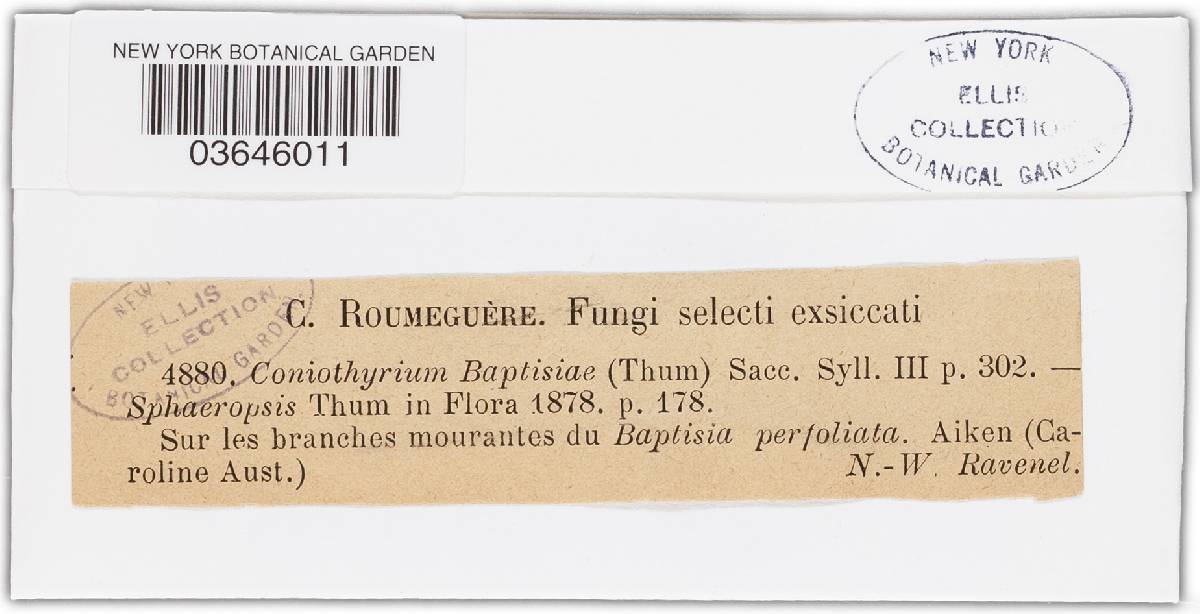 NEW YORK BOTANICAL GARDEN
03646011
NEW YORK
ELLIS
COLLECTION
BOTANICAL GARDEN
NEW
ELLIS
COLLECTION
BOTANICAL GARDEN
C. ROUMEGUÈRE. Fungi selecti exsiccati
4880. Coniothyrium Baptisiae (Thum) Sacc. Syll. III p. 302. —
Sphaeropsis Thum in Flora 1878. p. 178.
Sur les branches mourantes du Baptisia perfoliata. Aiken (Ca-
roline Aust.) N.-W. Ravenel.